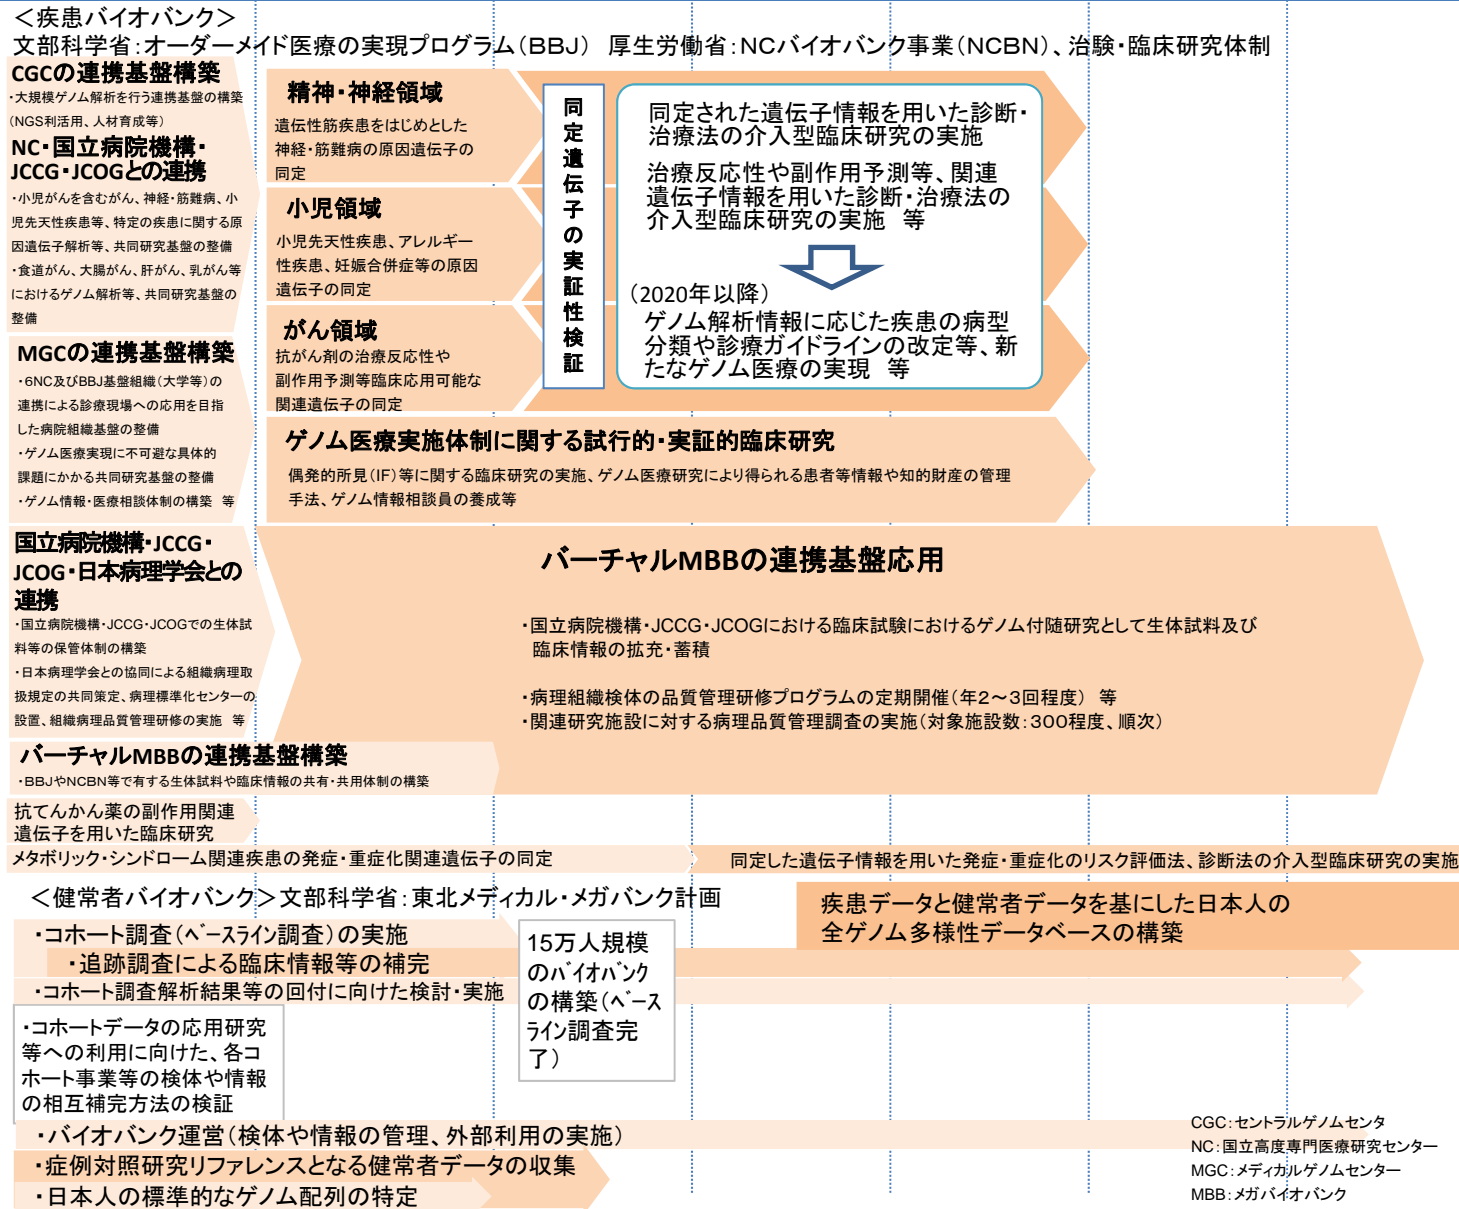 ＜疾患バイオバンク＞
文部科学省：オーダーメイド医療の実現プログラム（BBJ）　厚生労働省：NCバイオバンク事業（NCBN）、治験・臨床研究体制
CGCの連携基盤構築
・大規模ゲノム解析を行う連携基盤の構築
（NGS利活用、人材育成等）
NC・国立病院機構・
JCCG・JCOGとの連携
・小児がんを含むがん、神経・筋難病、小
児先天性疾患等、特定の疾患に関する原
因遺伝子解析等、共同研究基盤の整備
・食道がん、大腸がん、肝がん、乳がん等
におけるゲノム解析等、共同研究基盤の
整備
MGCの連携基盤構築
・6NC及びBBJ基盤組織（大学等）の
連携による診療現場への応用を目指
した病院組織基盤の整備
・ゲノム医療実現に不可避な具体的
課題にかかる共同研究基盤の整備
・ゲノム情報・医療相談体制の構築　等
精神・神経領域
遺伝性筋疾患をはじめとした
神経・筋難病の原因遺伝子の
同定
小児領域
小児先天性疾患、アレルギー
性疾患、妊娠合併症等の原因
遺伝子の同定
がん領域
抗がん剤の治療反応性や
副作用予測等臨床応用可能な
関連遺伝子の同定
同定遺伝子の実証性検証
同定された遺伝子情報を用いた診断・
治療法の介入型臨床研究の実施
治療反応性や副作用予測等、関連
遺伝子情報を用いた診断・治療法の
介入型臨床研究の実施　等
（2020年以降）
ゲノム解析情報に応じた疾患の病型
分類や診療ガイドラインの改定等、新
たなゲノム医療の実現　等
ゲノム医療実施体制に関する試行的・実証的臨床研究
偶発的所見（IF）等に関する臨床研究の実施、ゲノム医療研究により得られる患者等情報や知的財産の管理
手法、ゲノム情報相談員の養成等
国立病院機構・JCCG・
JCOG・日本病理学会との
連携
・国立病院機構・JCCG・JCOGでの生体試
料等の保管体制の構築
・日本病理学会との協同による組織病理取
扱規定の共同策定、病理標準化センターの
設置、組織病理品質管理研修の実施　等
バーチャルMBBの連携基盤応用
・国立病院機構・JCCG・JCOGにおける臨床試験におけるゲノム付随研究として生体試料及び
臨床情報の拡充・蓄積
・病理組織検体の品質管理研修プログラムの定期開催（年２～３回程度）　等
・関連研究施設に対する病理品質管理調査の実施（対象施設数：300程度、順次）
バーチャルMBBの連携基盤構築
・BBJやNCBN等で有する生体試料や臨床情報の共有・共用体制の構築
抗てんかん薬の副作用関連
遺伝子を用いた臨床研究
メタボリック・シンドローム関連疾患の発症・重症化関連遺伝子の同定
同定した遺伝子情報を用いた発症・重症化のリスク評価法、診断法の介入型臨床研究の実施
＜健常者バイオバンク＞文部科学省：東北メディカル・メガバンク計画
疾患データと健常者データを基にした日本人の
全ゲノム多様性データベースの構築
・コホート調査（ベースライン調査）の実施
・追跡調査による臨床情報等の補完
・コホート調査解析結果等の回付に向けた検討・実施
15万人規模
のバイオバンク
の構築（ベース
ライン調査完
了）
・コホートデータの応用研究
等への利用に向けた、各コ
ホート事業等の検体や情報
の相互補完方法の検証
・バイオバンク運営（検体や情報の管理、外部利用の実施）
・症例対照研究リファレンスとなる健常者データの収集
・日本人の標準的なゲノム配列の特定
CGC：セントラルゲノムセンタ
NC：国立高度専門医療研究センター
MGC：メディカルゲノムセンター
MBB：メガバイオバンク